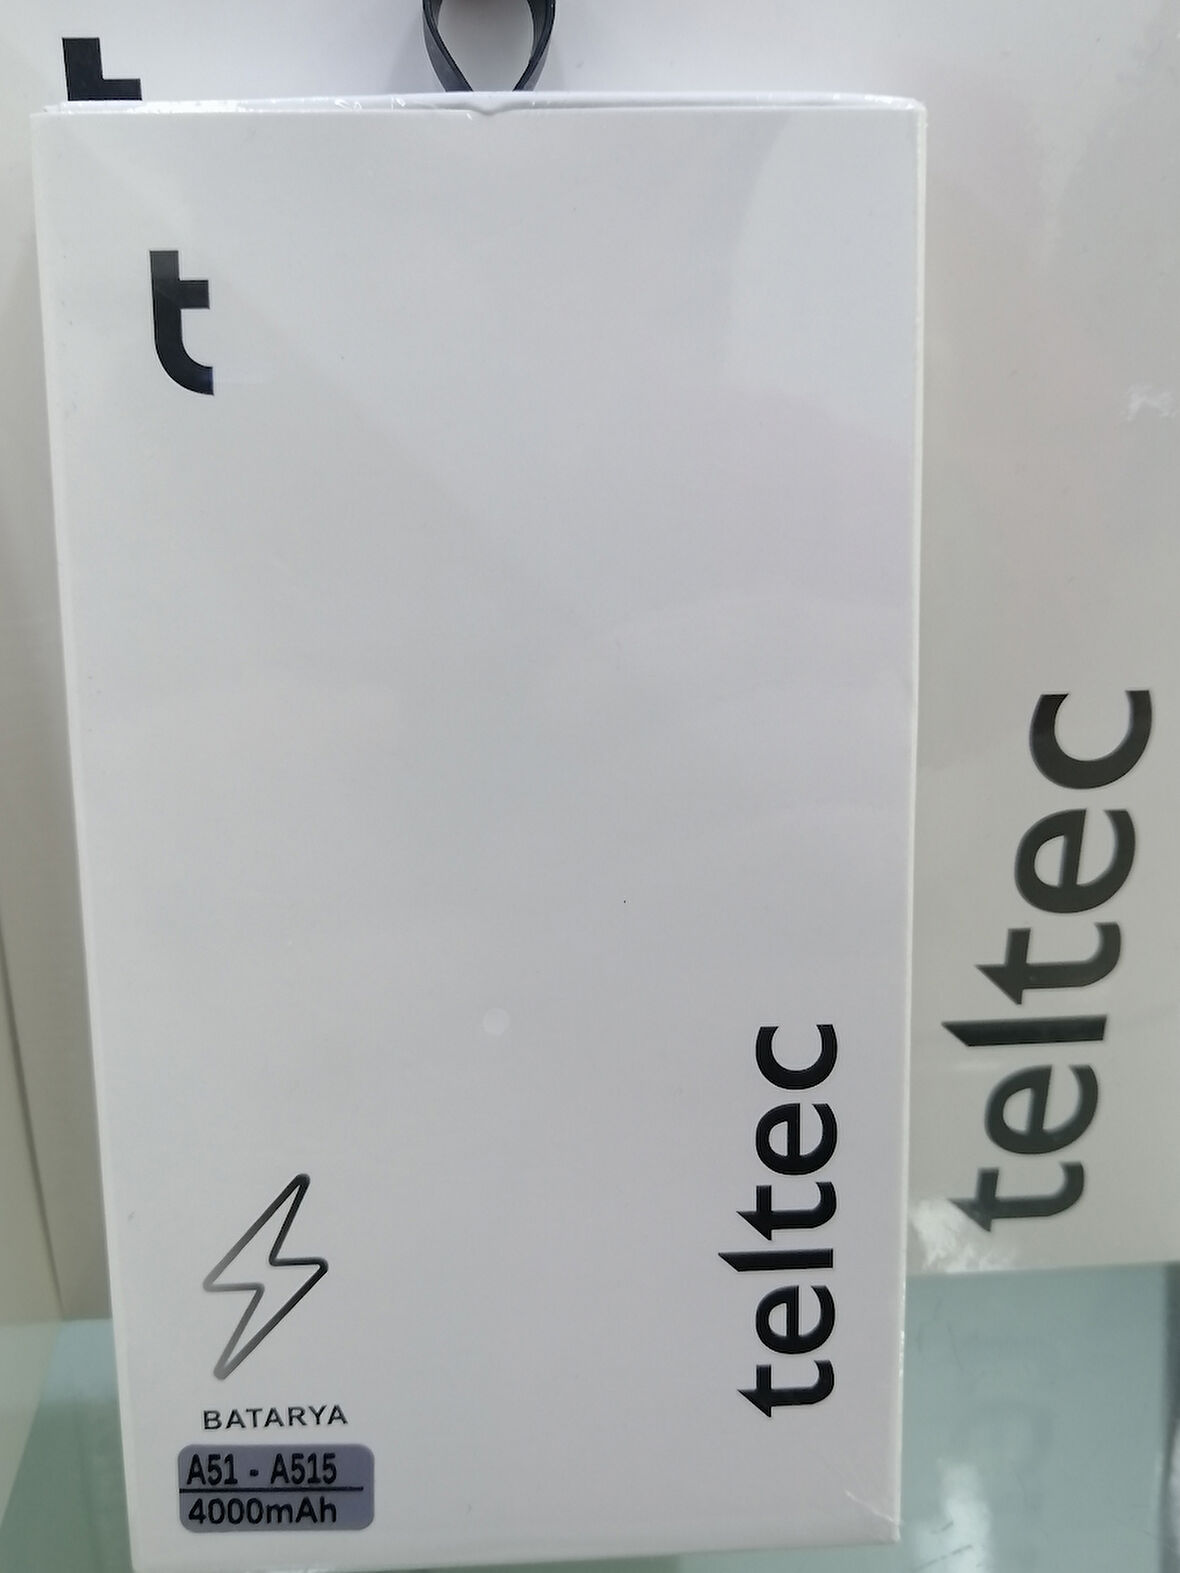 t
t
teltec
teltec
BATARYA
A51 - A515
4000mAh